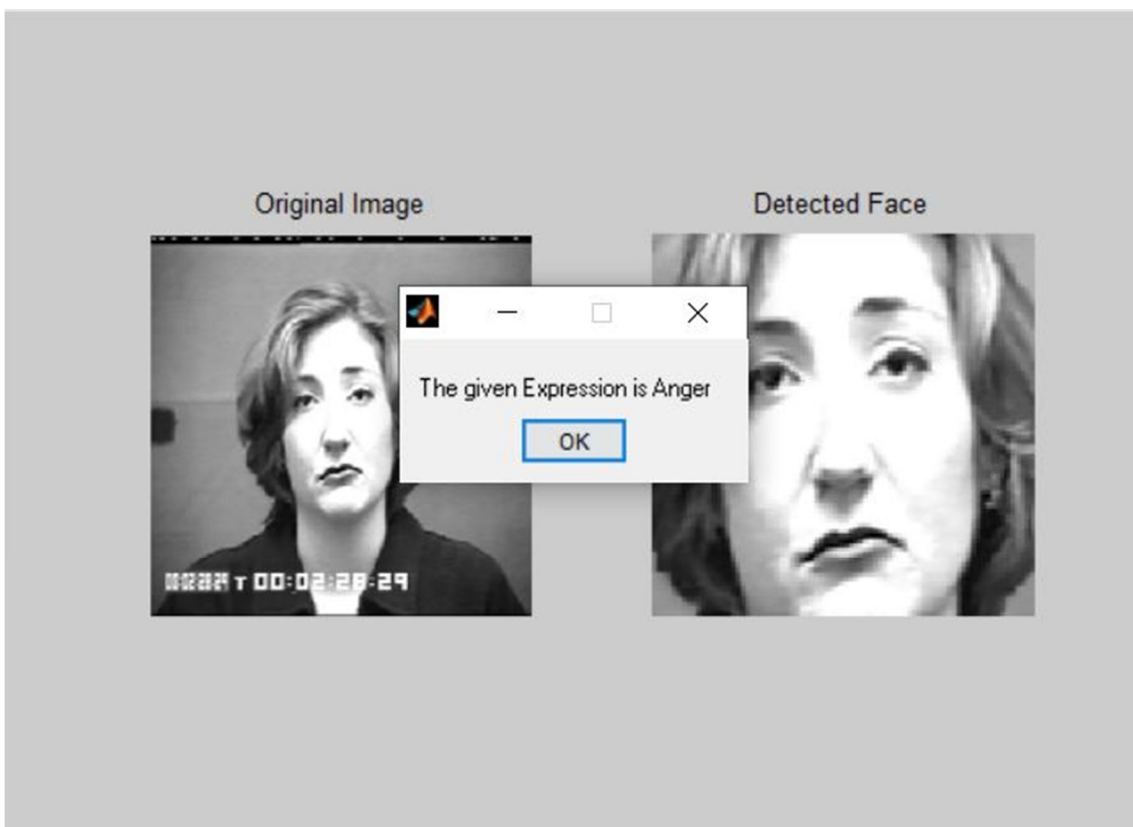 Original Image
Detected Face
The given Expression is Anger
OK
T 00:02:28:29